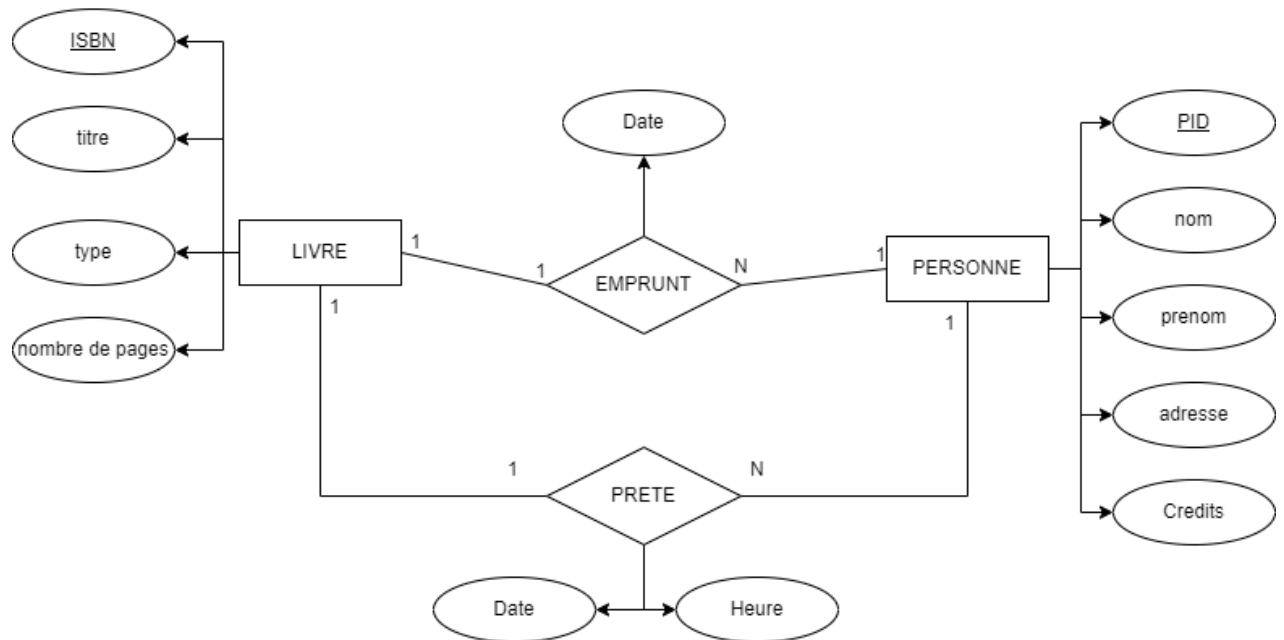 ISBN
titre
type
nombre de pages
LIVRE
1
1
1
1
Date
EMPRUNT
N
1
PERSONNE
1
N
PRETE
Date
Heure
PID
nom
prenom
adresse
Credits